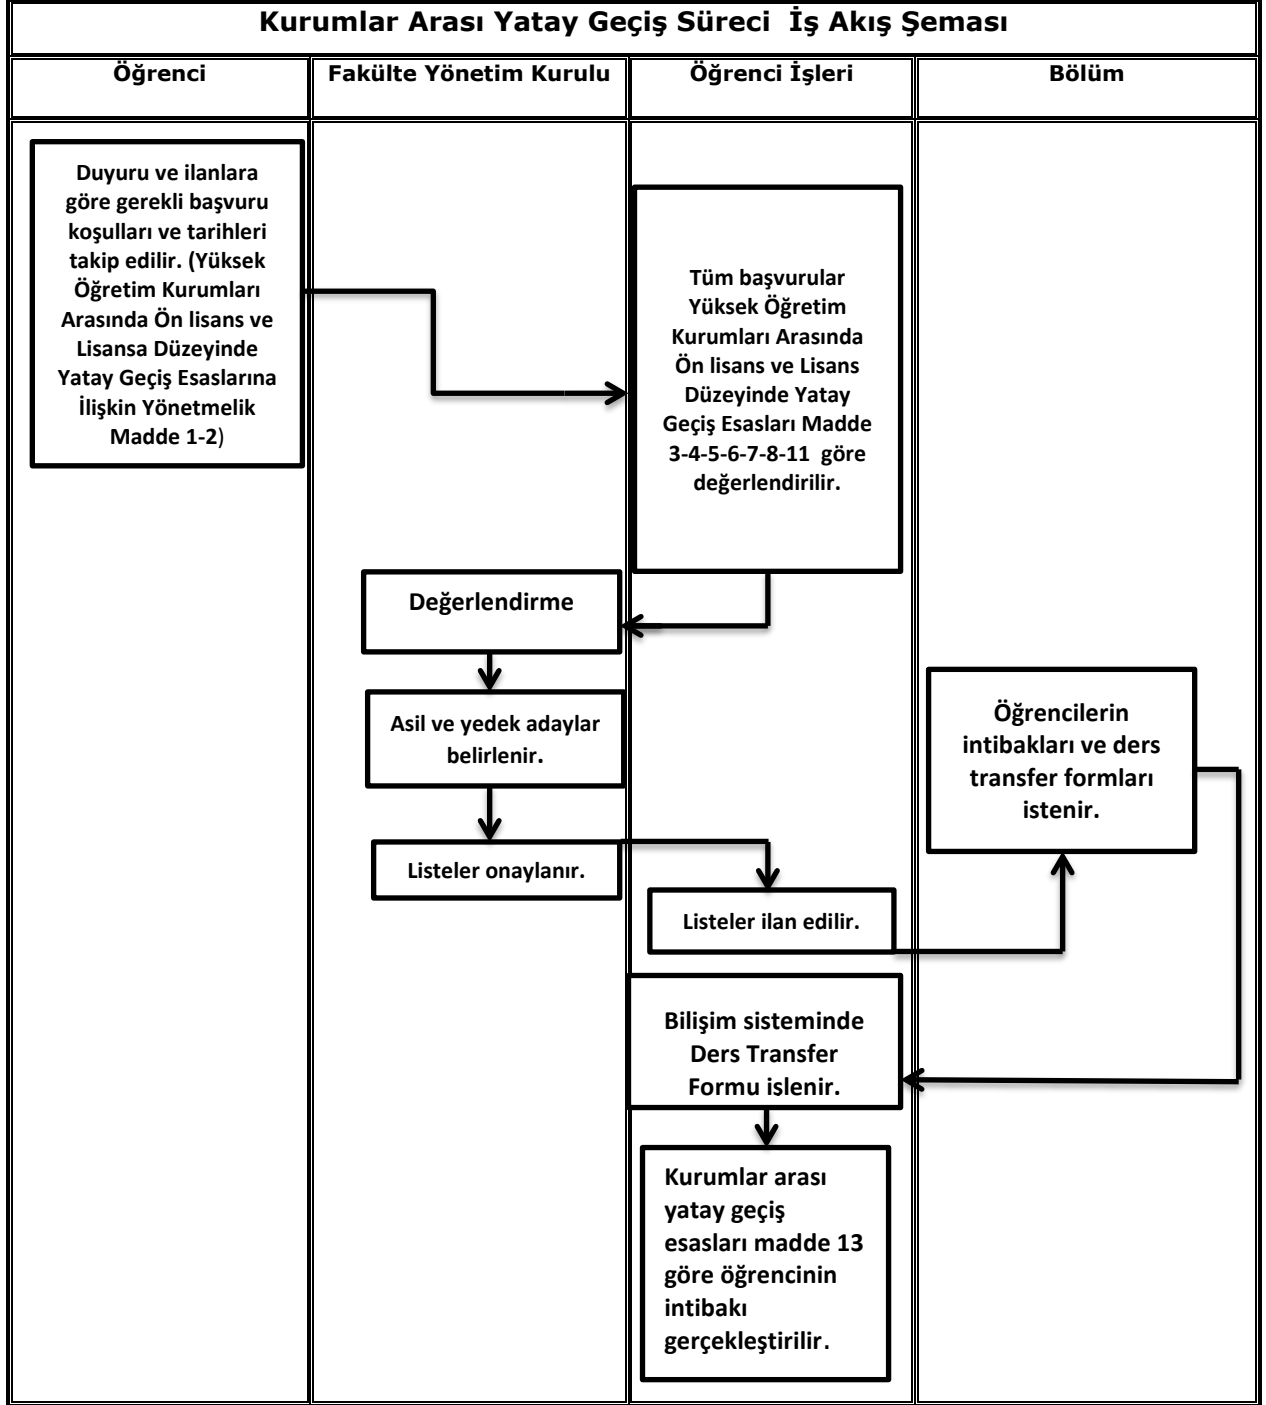 Kurumlar Arası Yatay Geçiş Süreci İş Akış Şeması
Öğrenci
Fakülte Yönetim Kurulu
Öğrenci İşleri
Bölüm
Duyuru ve ilanlara
göre gerekli başvuru
koşulları ve tarihleri
takip edilir. (Yüksek
Öğretim Kurumları
Arasında Ön lisans ve
Lisansa Düzeyinde
Yatay Geçiş Esaslarına
İlişkin Yönetmelik
Madde 1-2)
Tüm başvurular
Yüksek Öğretim
Kurumları Arasında
Ön lisans ve Lisans
Düzeyinde Yatay
Geçiş Esasları Madde
3-4-5-6-7-8-11 göre
değerlendirilir.
Değerlendirme
Asil ve yedek adaylar
belirlenir.
Listeler onaylanır.
Listeler ilan edilir.
Öğrencilerin
intibakları ve ders
transfer formları
istenir.
Bilişim sisteminde
Ders Transfer
Formu işlenir.
Kurumlar arası
yatay geçiş
esasları madde 13
göre öğrencinin
intibakı
gerçekleştirilir.